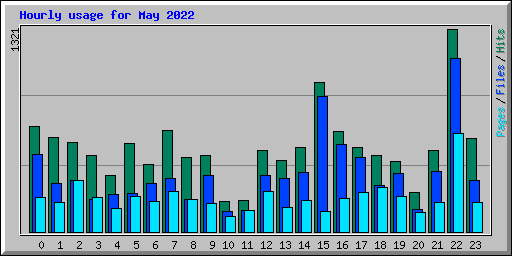 Hourly usage for May 2022
1321
Pages/Files/Hits
0 1 2 3 4 5 6 7 8 9 10 11 12 13 14 15 16 17 18 19 20 21 22 23